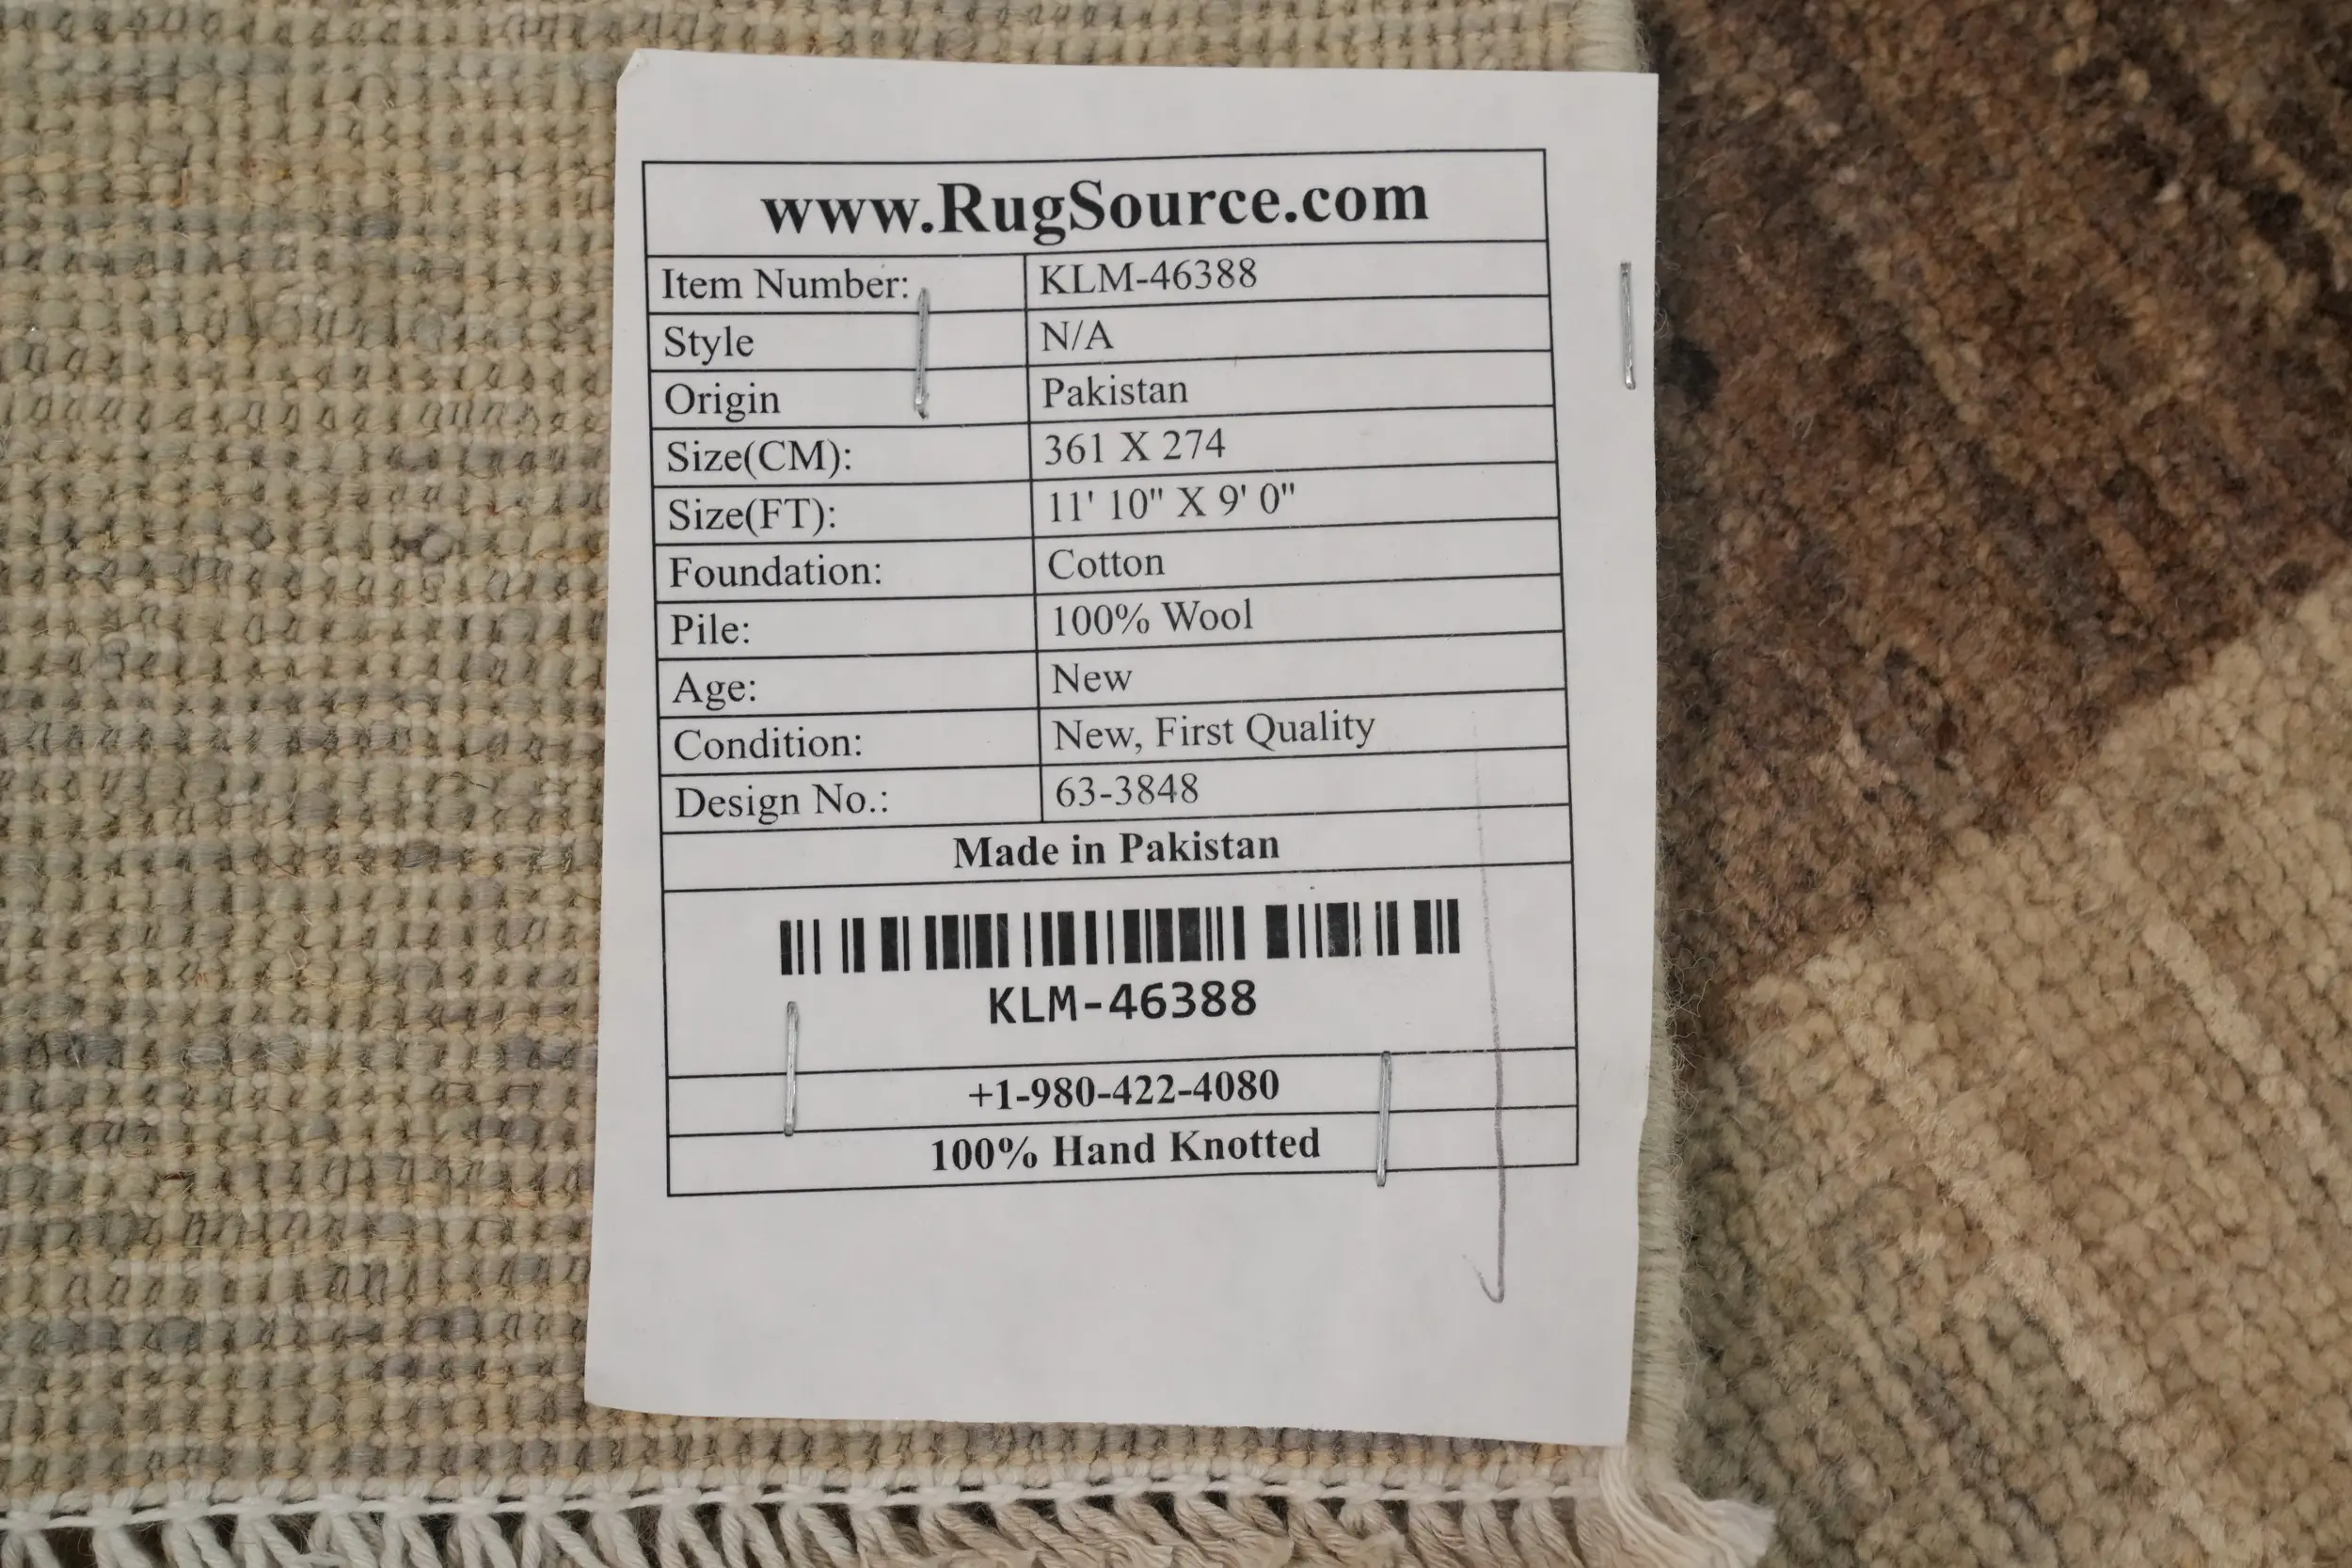 www.RugSource.com
Item Number: KLM-46388
Style N/A
Origin Pakistan
Size(CM): 361 X 274
Size(FT): 11' 10" X 9' 0"
Foundation: Cotton
Pile: 100% Wool
Age: New
Condition: New, First Quality
Design No.: 63-3848
Made in Pakistan
KLM-46388
+1-980-422-4080
100% Hand Knotted